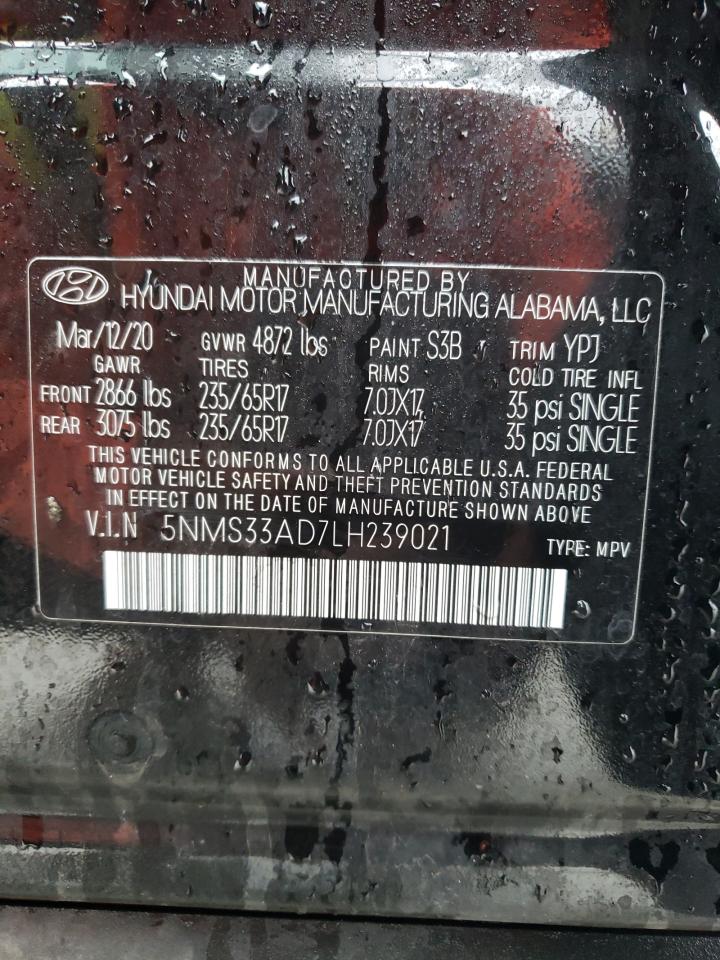 MANUFACTURED BY
HYUNDAI MOTOR MANUFACTURING ALABAMA, LLC
Mar/12/20 GVWR 4872 lbs PAINT S3B TRIM YPJ
GAWR TIRES RIMS COLD TIRE INFL
FRONT 2866 lbs 235/65R17 7.0JX17 35 psi SINGLE
REAR 3075 lbs 235/65R17 7.0JX17 35 psi SINGLE
THIS VEHICLE CONFORMS TO ALL APPLICABLE U.S.A. FEDERAL
MOTOR VEHICLE SAFETY AND THEFT PREVENTION STANDARDS
IN EFFECT ON THE DATE OF MANUFACTURE SHOWN ABOVE
V.I.N 5NMS33AD7LH239021 TYPE: MPV